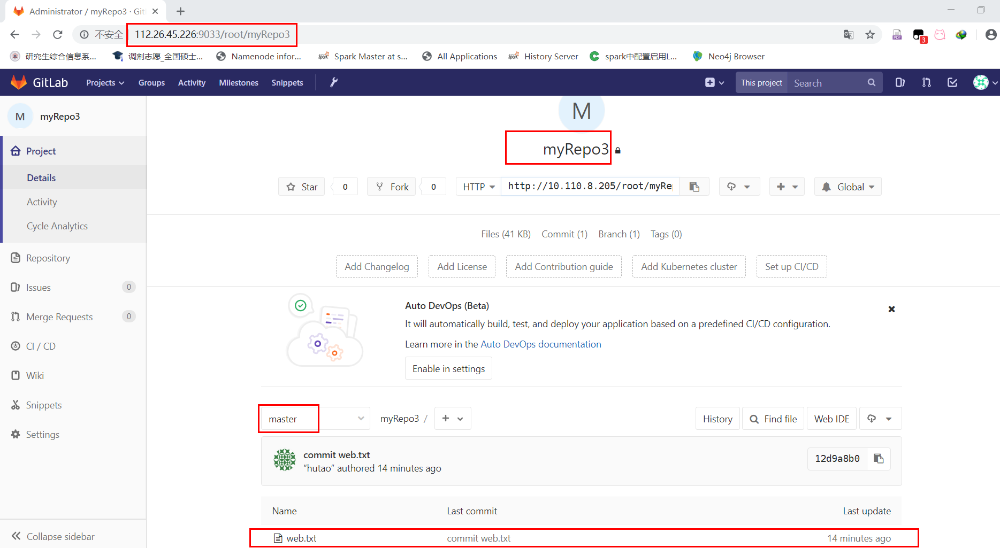 Administrator / myRepo3 · Git
不安全 112.26.45.226:9033/root/myRepo3
3
研究生综合信息系... 调剂志愿_全国硕士... Namenode infor... Spark Master at s... All Applications History Server spark中配置启用L... Neo4j Browser
GitLab Projects Groups Activity Milestones Snippets This project Search
M myRepo3
M
myRepo3
Project
Details
Activity
Cycle Analytics
Repository
Issues 0
Merge Requests 0
CI / CD
Wiki
Snippets
Settings
Collapse sidebar
Star 0 Fork 0 HTTP http://10.110.8.205/root/myRe Global
Files (41 KB) Commit (1) Branch (1) Tags (0)
Add Changelog Add License Add Contribution guide Add Kubernetes cluster Set up CI/CD
Auto DevOps (Beta)
It will automatically build, test, and deploy your application based on a predefined CI/CD configuration.
Learn more in the Auto DevOps documentation
Enable in settings
master myRepo3 / + History Find file Web IDE
commit web.txt
“hutao” authored 14 minutes ago
12d9a8b0
Name Last commit Last update
web.txt commit web.txt 14 minutes ago